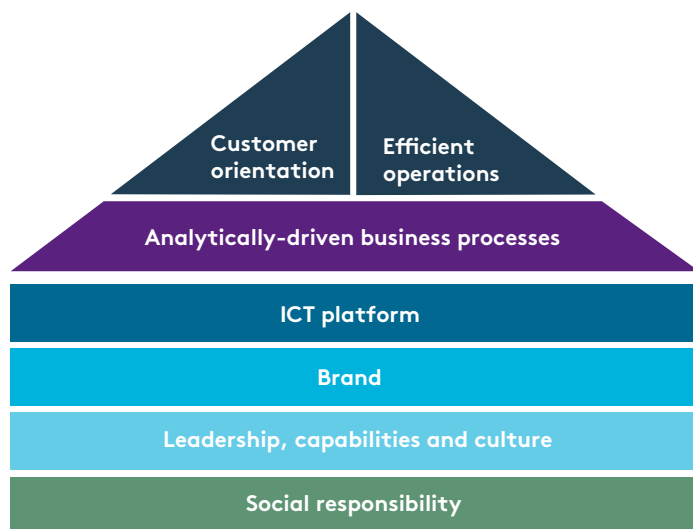 Customer
orientation
Efficient
operations
Analytically-driven business processes
ICT platform
Brand
Leadership, capabilities and culture
Social responsibility